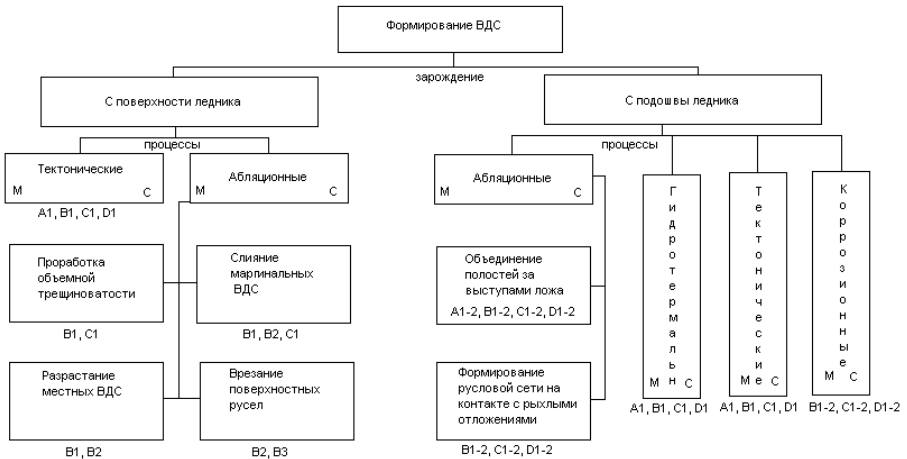 Формирование ВДС
зарождение
С поверхности ледника
С подошвы ледника
процессы
процессы
Тектонические
М С
Абляционные
М С
Абляционные
М С
A1, B1, C1, D1
Проработка
объемной
трещиноватости
Слияние
маргинальных
ВДС
B1, C1
B1, B2, C1
Разрастание
местных ВДС
Врезание
поверхностных
русел
B1, B2
B2, B3
Объединение
полостей за
выступами ложа
A1-2, B1-2, C1-2, D1-2
Формирование
русловой сети на
контакте с рыхлыми
отложениями
B1-2, C1-2, D1-2
Гидротермальн
М С
A1, B1, C1, D1
Тектонические
М С
A1, B1, C1, D1
Коррозионные
М С
B1-2, C1-2, D1-2